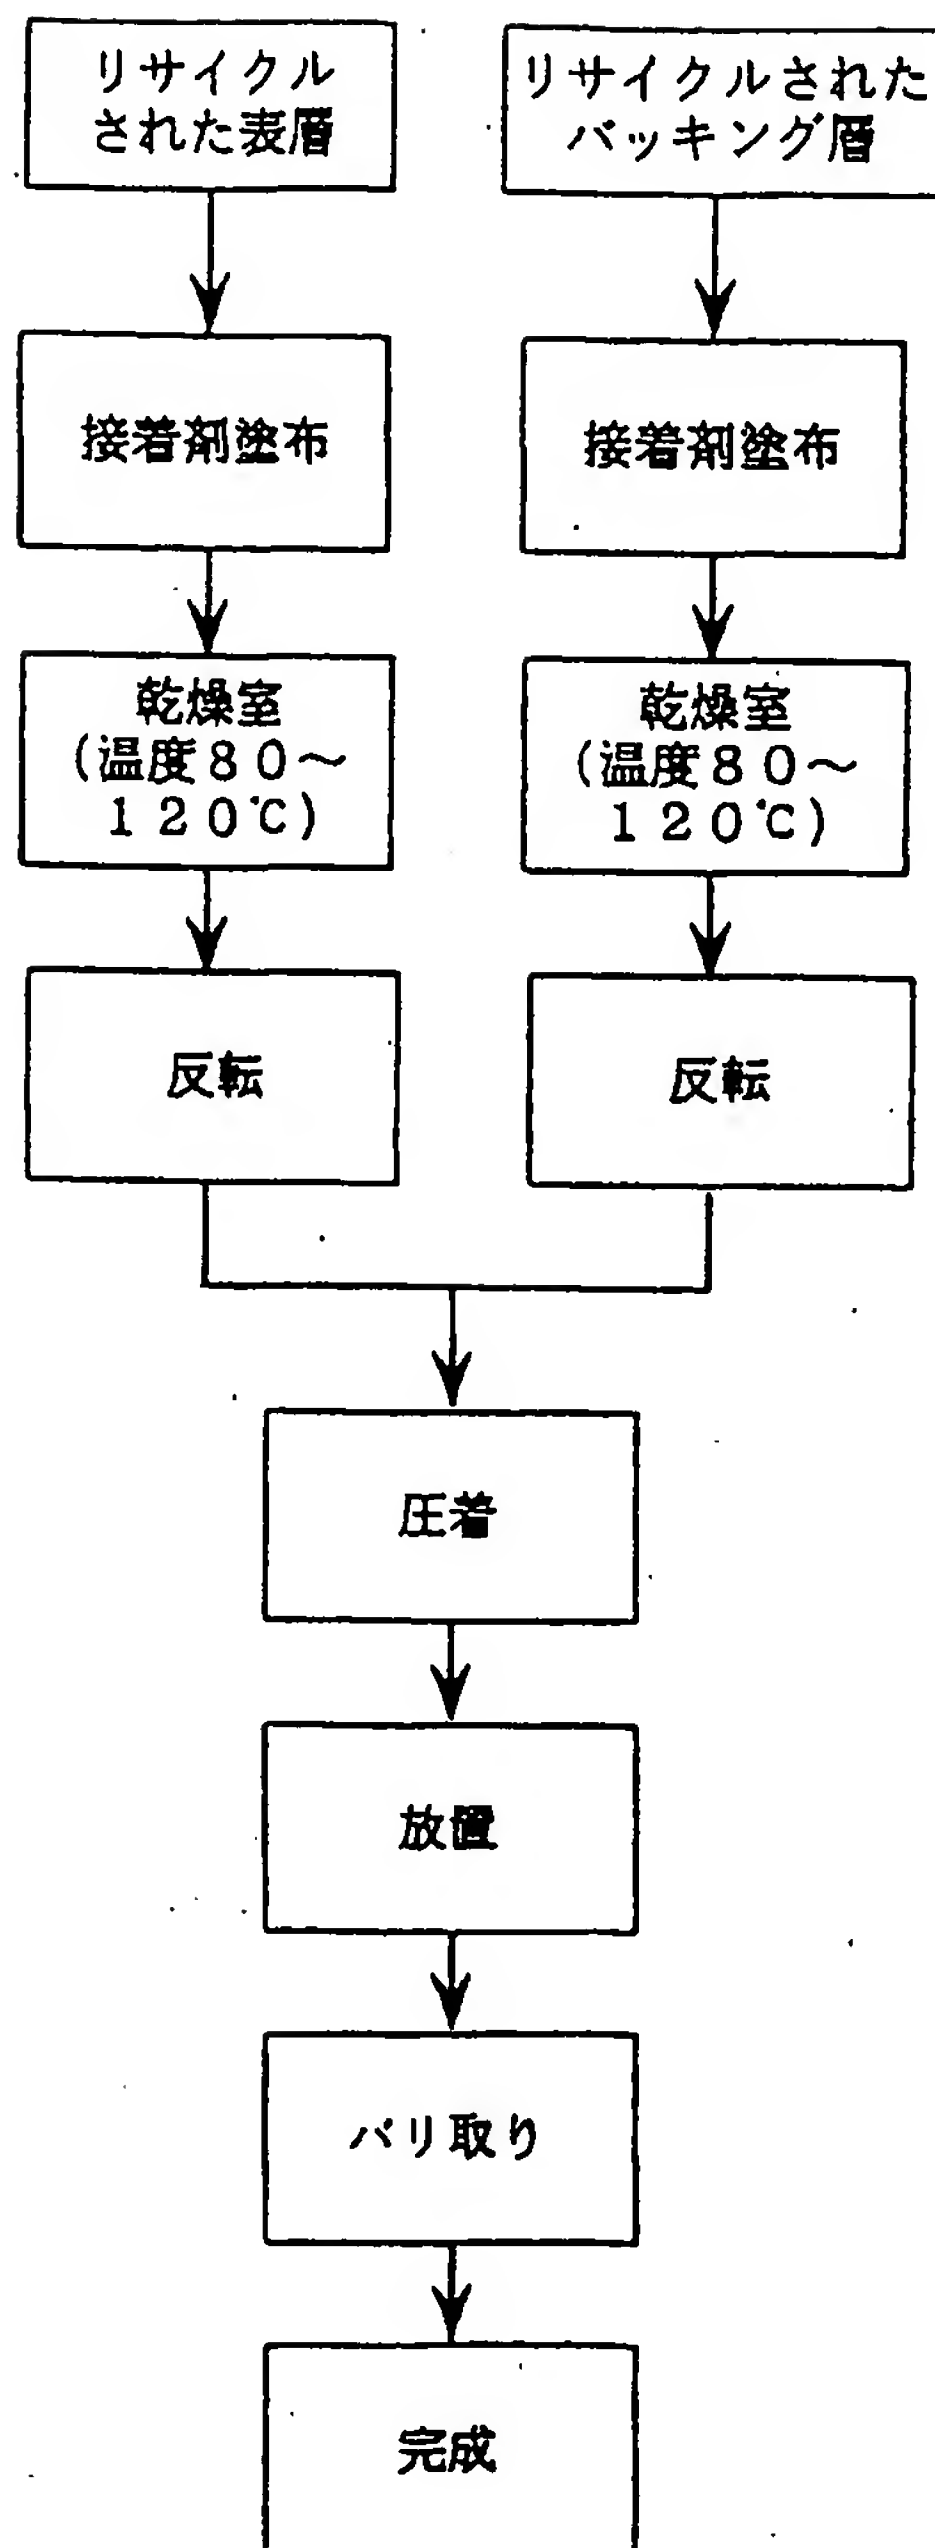 リサイクル
された表層
リサイクルされた
バッキング層
接着剤塗布
接着剤塗布
乾燥室
(温度80～
120℃)
乾燥室
(温度80～
120℃)
反転
反転
圧着
放置
バリ取り
完成